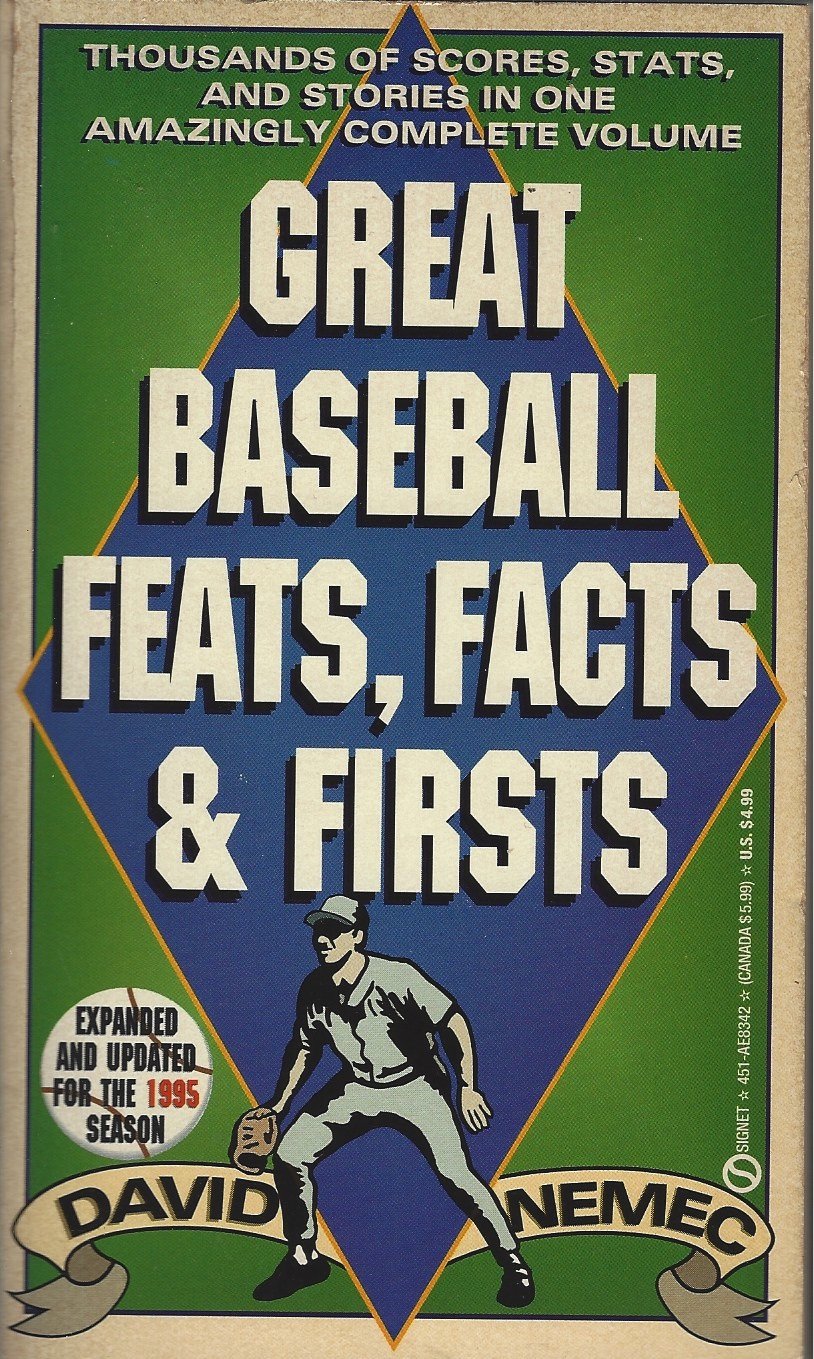 THOUSANDS OF SCORES, STATS,
AND STORIES IN ONE
AMAZINGLY COMPLETE VOLUME
GREAT
BASEBALL
FEATS, FACTS
& FIRSTS
SIGNET ☆ 451-AE8342 ☆ (CANADA $5.99) ☆ U.S. $4.99
EXPANDED
AND UPDATED
FOR THE 1995
SEASON
DAVID NEMEC